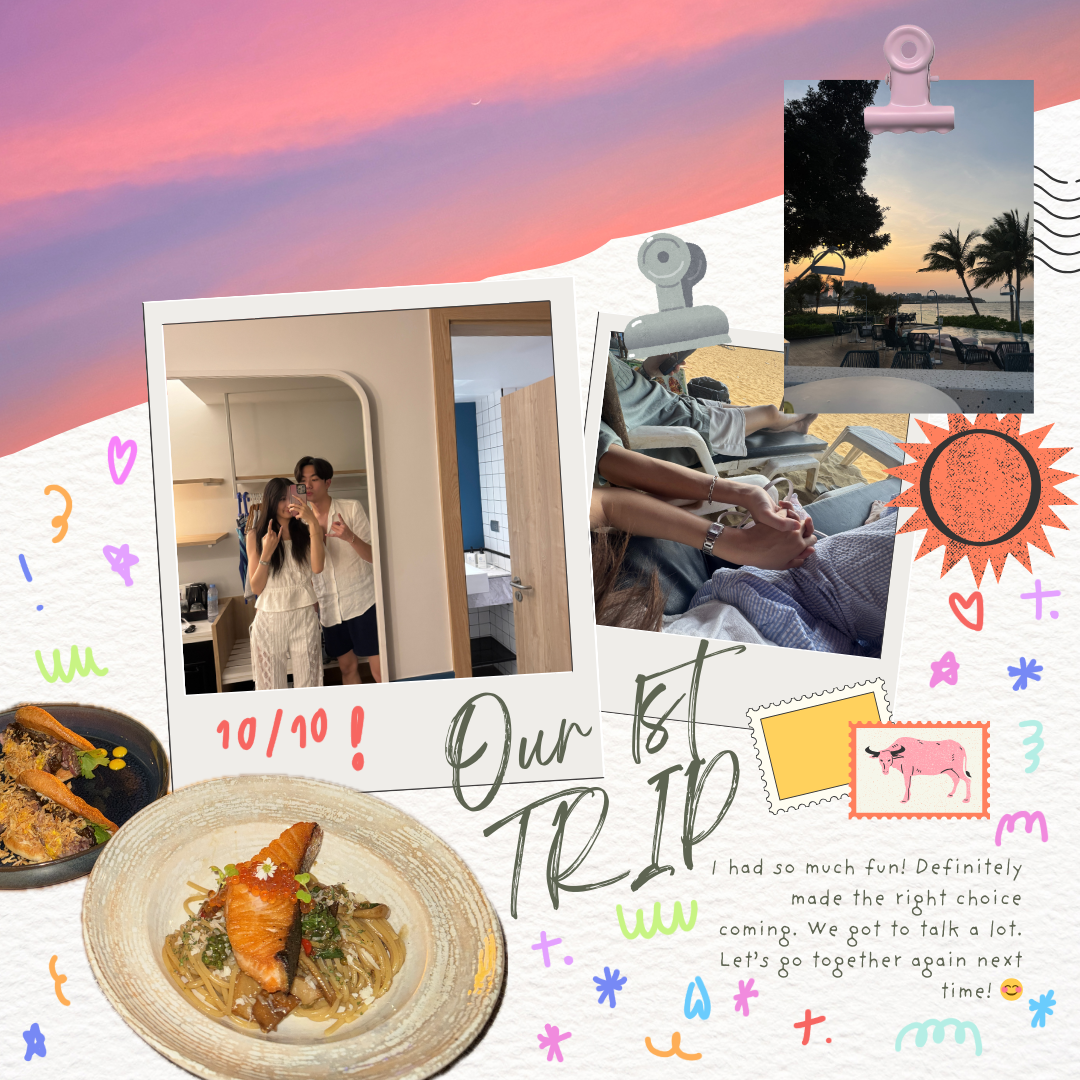 10/10 !
Our 1st
TRIP
I had so much fun! Definitely
made the right choice
coming. We got to talk a lot.
Let's go together again next
time! 😊